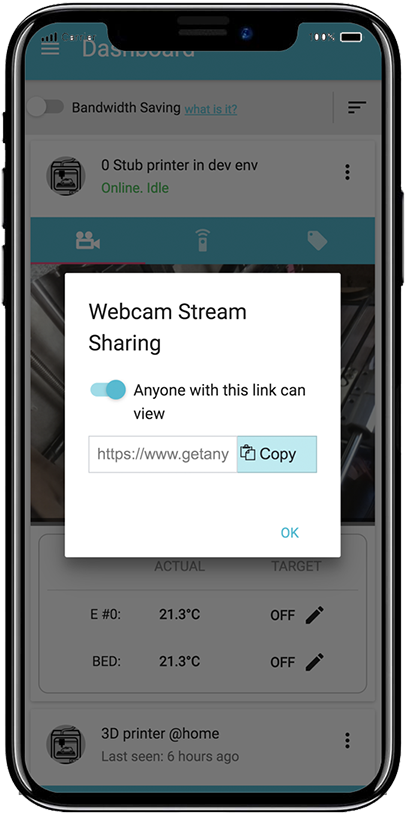 Dashboard
Bandwidth Saving what is it?
0 Stub printer in dev env
Online. Idle
Webcam Stream
Sharing
Anyone with this link can
view
https://www.getany
Copy
OK
ACTUAL TARGET
E #0: 21.3°C OFF
BED: 21.3°C OFF
3D printer @home
Last seen: 6 hours ago